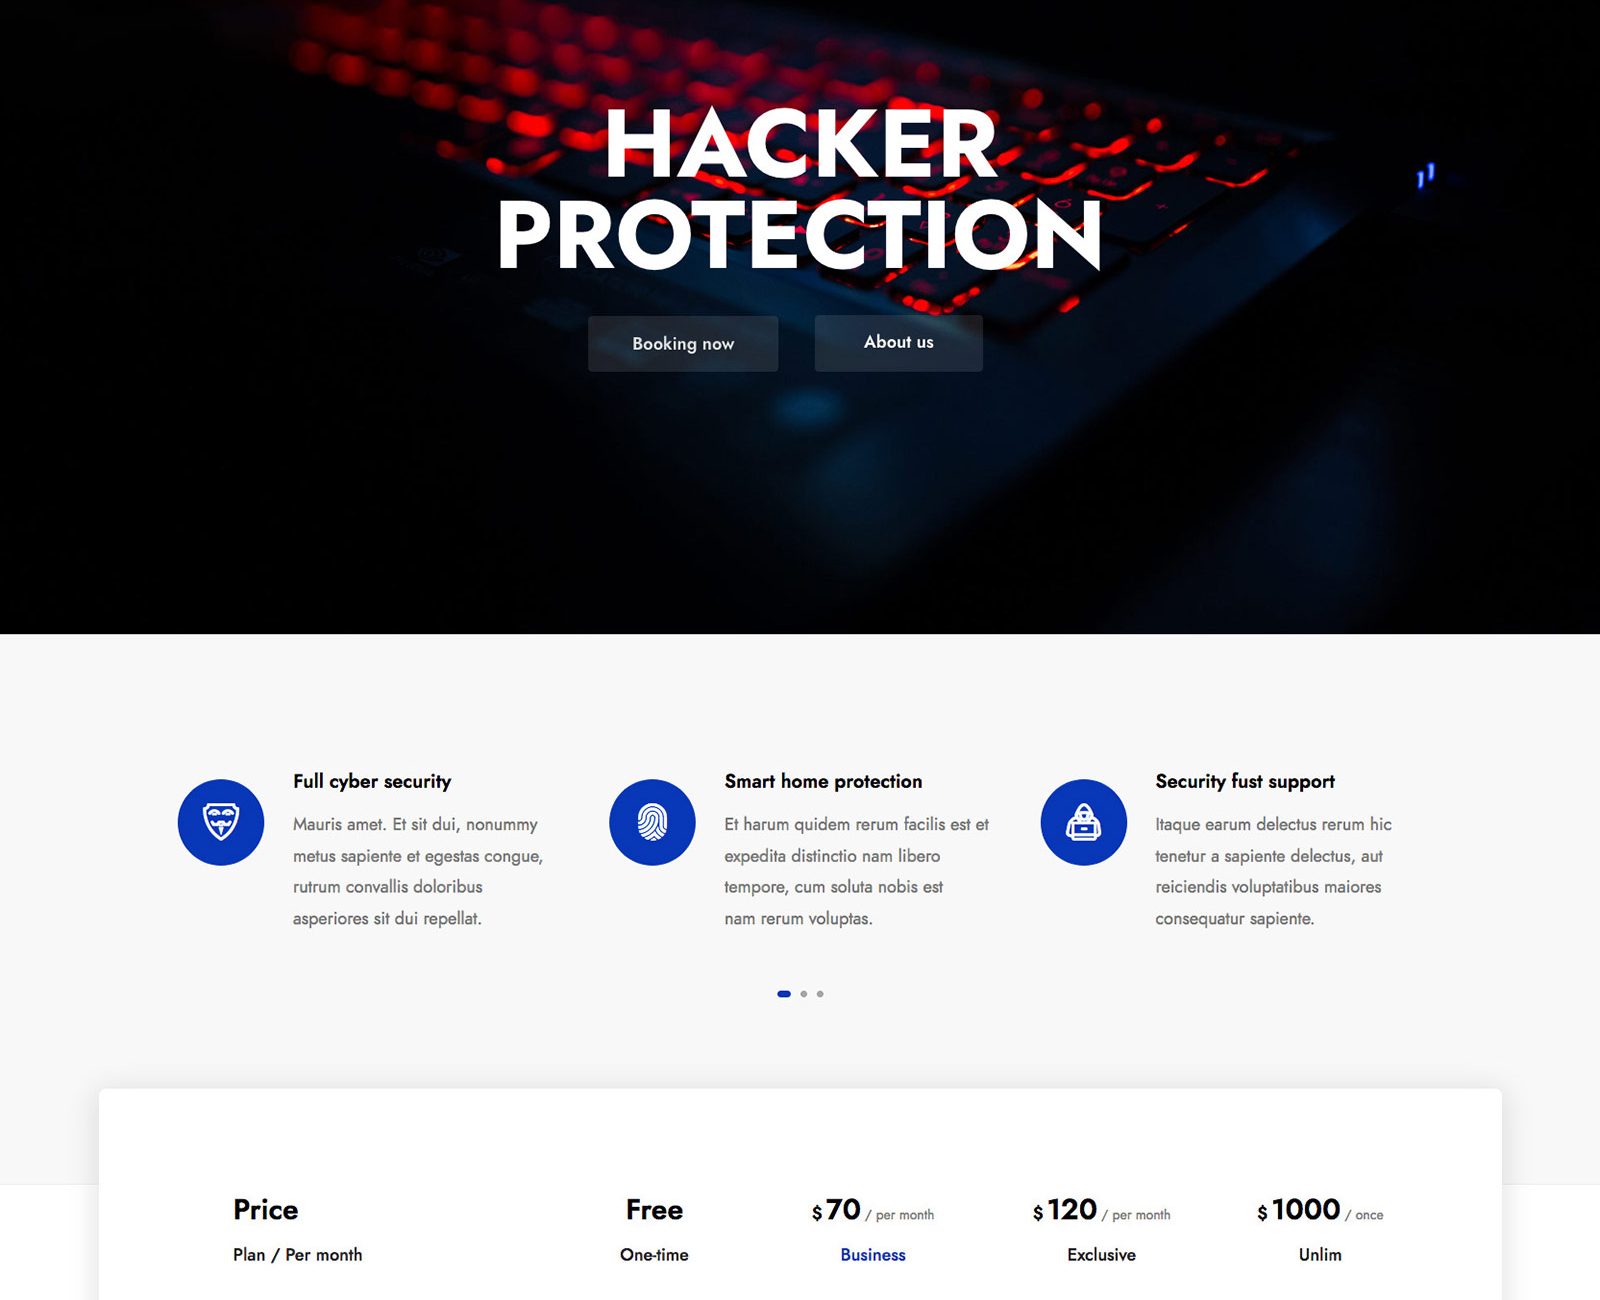 HACKER
PROTECTION
Booking now
About us
Full cyber security
Mauris amet. Et sit dui, nonummy
metus sapiente et egestas congue,
rutrum convallis doloribus
asperiores sit dui repellat.
Smart home protection
Et harum quidem rerum facilis est et
expedita distinctio nam libero
tempore, cum soluta nobis est
nam rerum voluptas.
Security fust support
Itaque earum delectus rerum hic
tenetur a sapiente delectus, aut
reiciendis voluptatibus maiores
consequatur sapiente.
Price
Plan / Per month
Free
One-time
$ 70 / per month
Business
$ 120 / per month
Exclusive
$ 1000 / once
Unlim